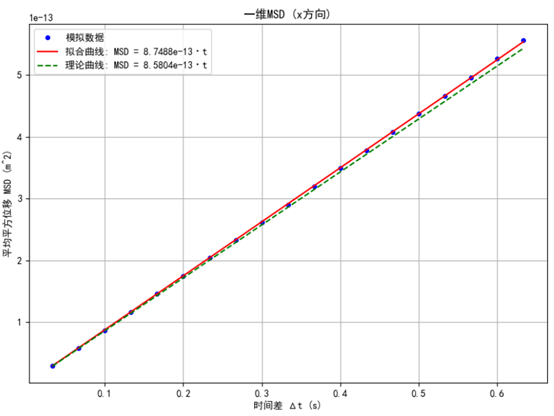 一维MSD (x方向)
1e-13
模拟数据
拟合曲线: MSD = 8.7488e-13·t
理论曲线: MSD = 8.5804e-13·t
平均平方位移 MSD (m^2)
5
4
3
2
1
0.1 0.2 0.3 0.4 0.5 0.6
时间差 Δt (s)